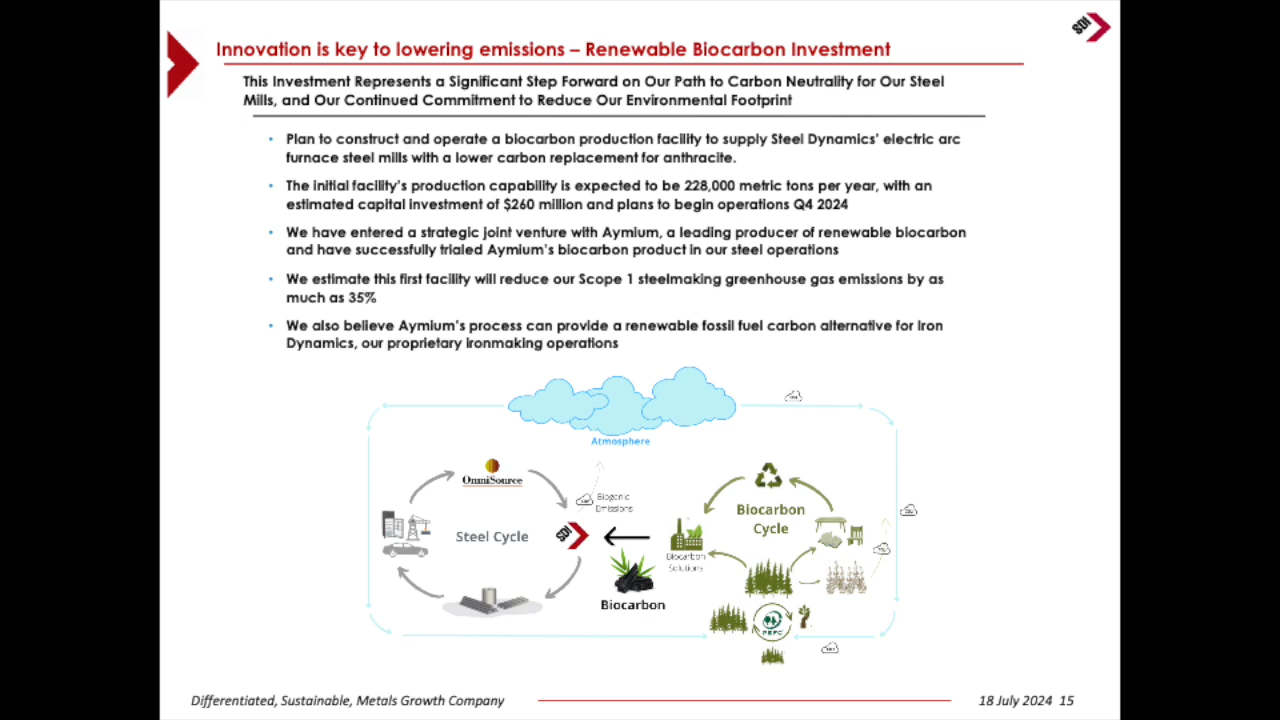 SDI
Innovation is key to lowering emissions – Renewable Biocarbon Investment
This Investment Represents a Significant Step Forward on Our Path to Carbon Neutrality for Our Steel
Mills, and Our Continued Commitment to Reduce Our Environmental Footprint
• Plan to construct and operate a biocarbon production facility to supply Steel Dynamics’ electric arc
furnace steel mills with a lower carbon replacement for anthracite.
• The initial facility’s production capability is expected to be 228,000 metric tons per year, with an
estimated capital investment of $260 million and plans to begin operations Q4 2024
• We have entered a strategic joint venture with Aymium, a leading producer of renewable biocarbon
and have successfully trialed Aymium’s biocarbon product in our steel operations
• We estimate this first facility will reduce our Scope 1 steelmaking greenhouse gas emissions by as
much as 35%
• We also believe Aymium’s process can provide a renewable fossil fuel carbon alternative for Iron
Dynamics, our proprietary ironmaking operations
Atmosphere
OmniSource
Biogenic
Emissions
Steel Cycle
SDI
Biocarbon
Cycle
Biocarbon
Solutions
Biocarbon
PEFC
Differentiated, Sustainable, Metals Growth Company
18 July 2024 15